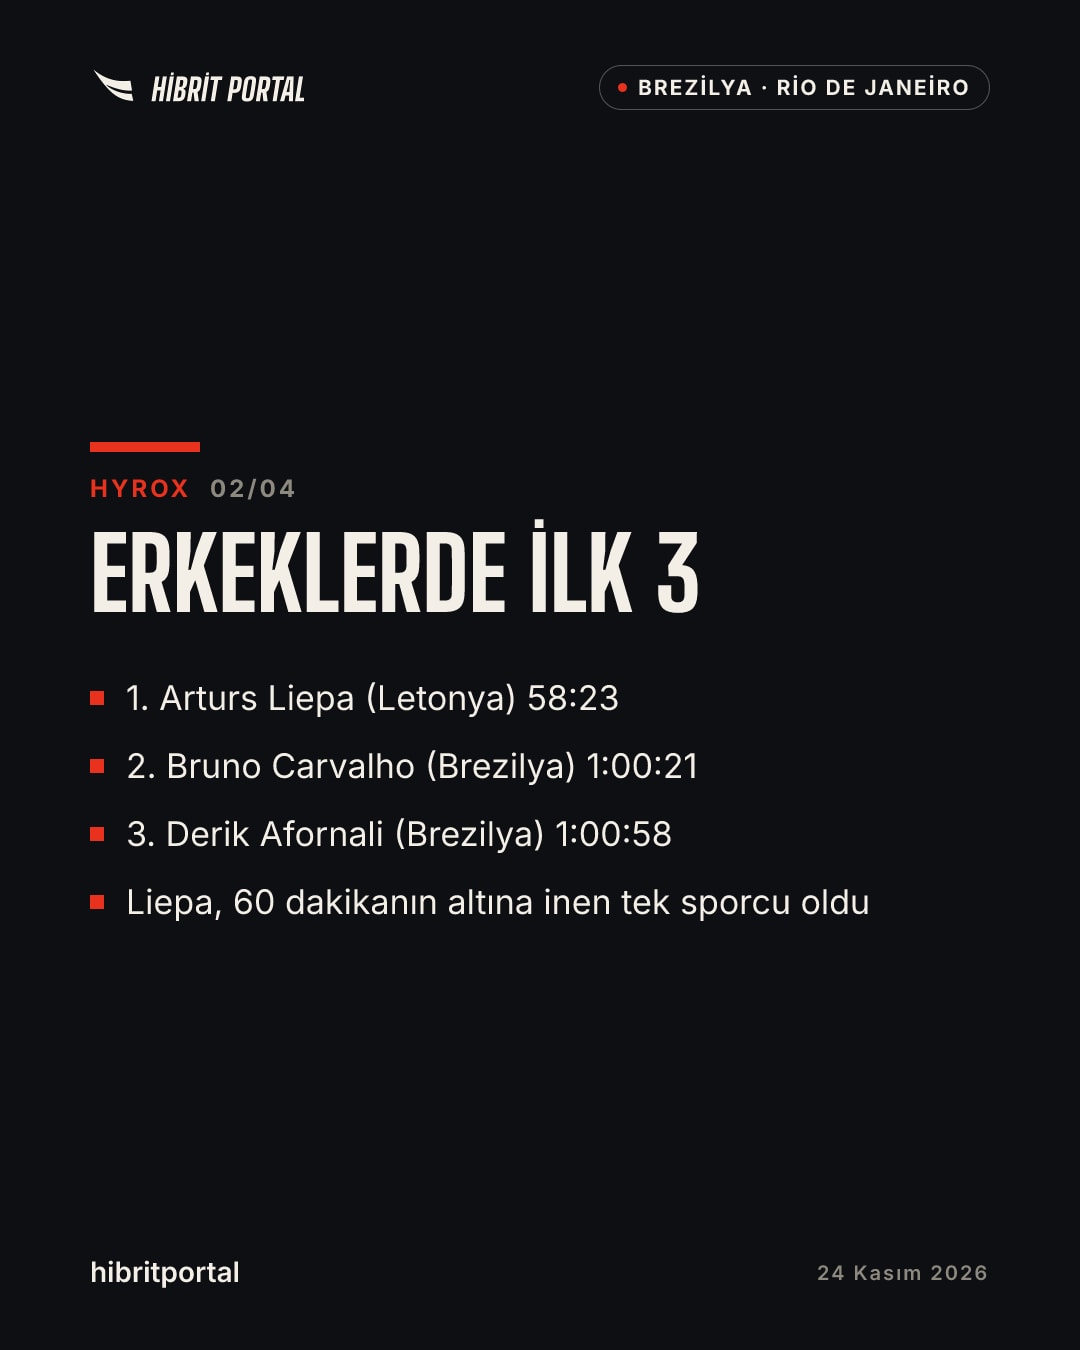 HİBRİT PORTAL
BREZİLYA · RİO DE JANEİRO
HYROX 02/04
ERKEKLERDE İLK 3
1. Arturs Liepa (Letonya) 58:23
2. Bruno Carvalho (Brezilya) 1:00:21
3. Derik Afornali (Brezilya) 1:00:58
Liepa, 60 dakikanın altına inen tek sporcu oldu
hibritportal
24 Kasım 2026